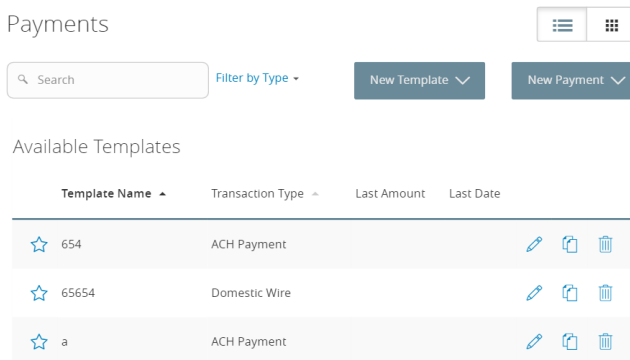 Payments
Search
Filter by Type
New Template
New Payment
Available Templates
Template Name Transaction Type Last Amount Last Date
654 ACH Payment
65654 Domestic Wire
a ACH Payment